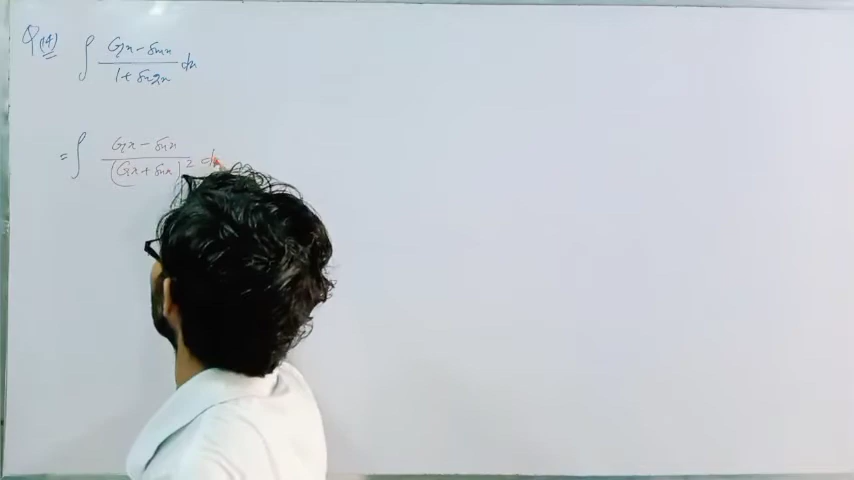 Q(14) ∫ (Cosx - Sinx)/(1 + Sin2x) dx
= ∫ (Cosx - Sinx)/(Cosx + Sinx)² dx